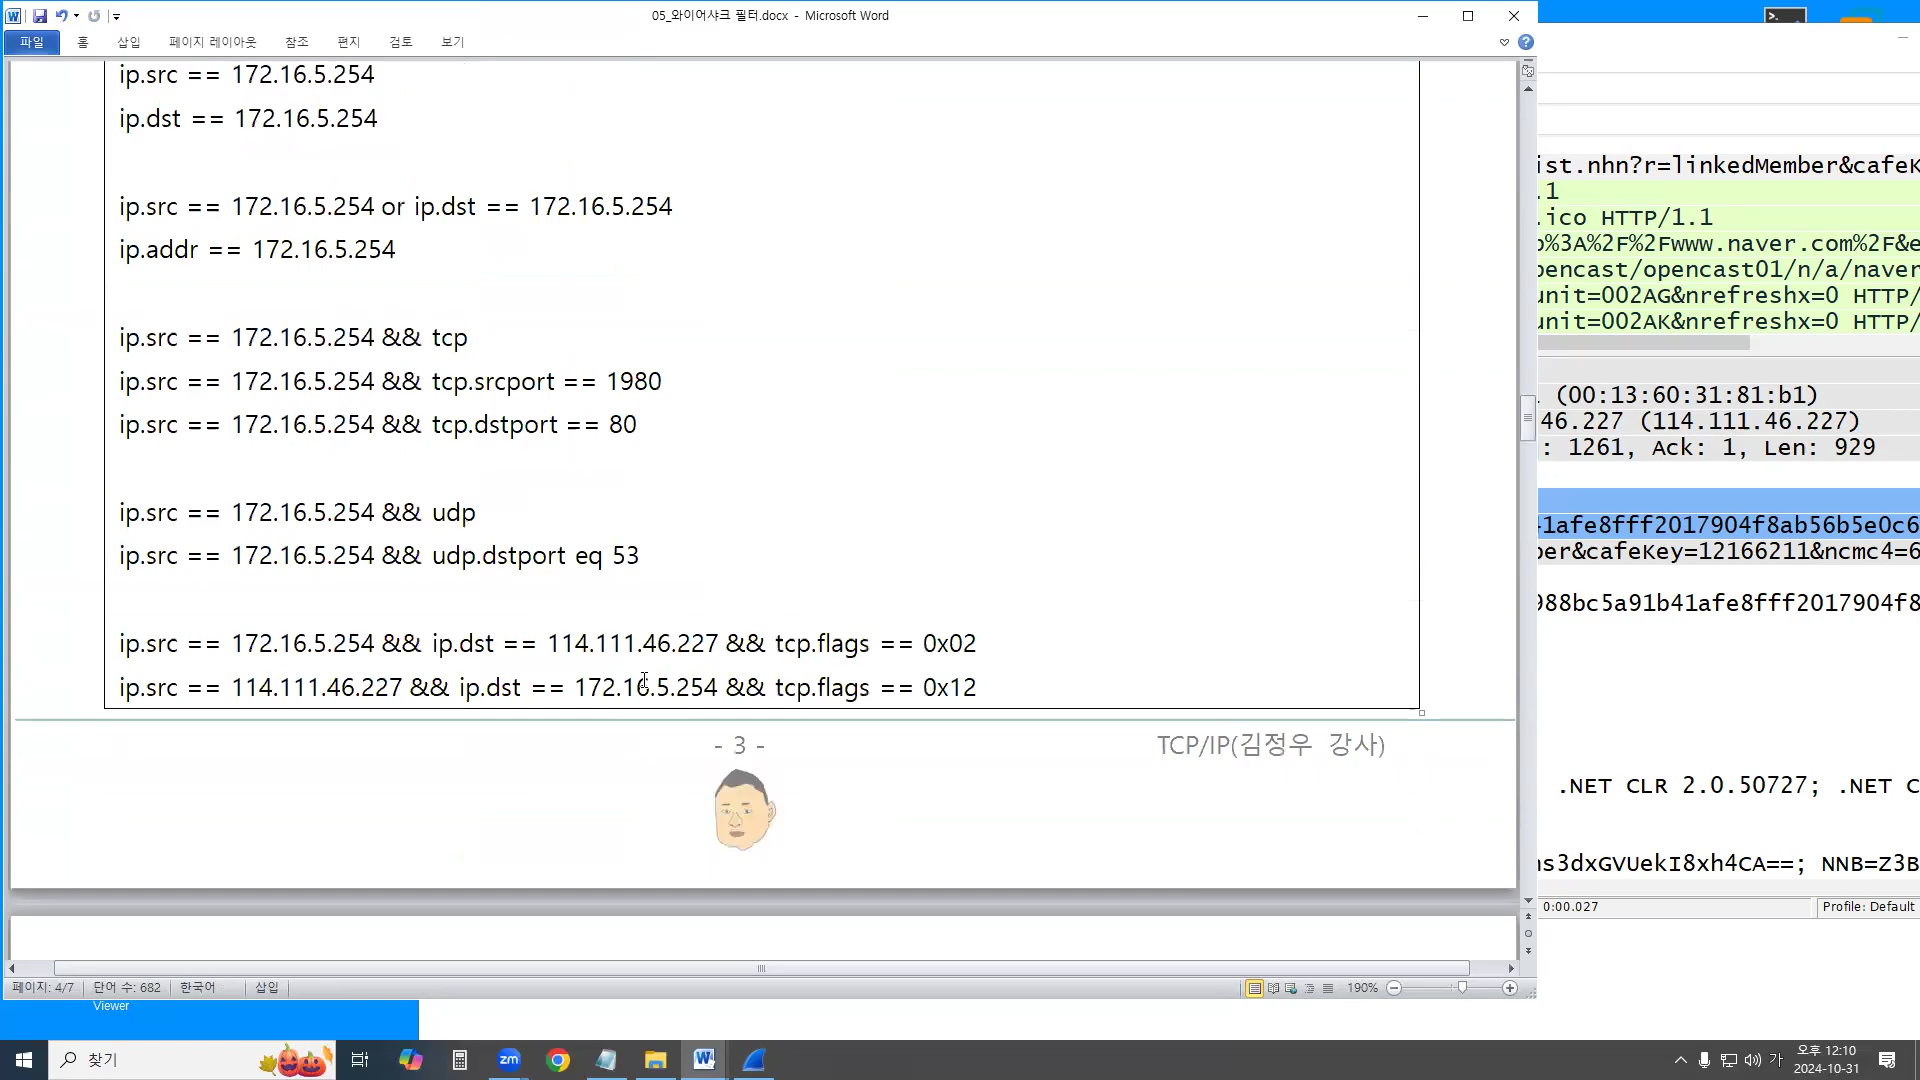 05_와이어샤크 필터.docx - Microsoft Word
파일 홈 삽입 페이지 레이아웃 참조 편지 검토 보기
ip.src == 172.16.5.254
ip.dst == 172.16.5.254
ip.src == 172.16.5.254 or ip.dst == 172.16.5.254
ip.addr == 172.16.5.254
ip.src == 172.16.5.254 && tcp
ip.src == 172.16.5.254 && tcp.srcport == 1980
ip.src == 172.16.5.254 && tcp.dstport == 80
ip.src == 172.16.5.254 && udp
ip.src == 172.16.5.254 && udp.dstport eq 53
ip.src == 172.16.5.254 && ip.dst == 114.111.46.227 && tcp.flags == 0x02
ip.src == 114.111.46.227 && ip.dst == 172.16.5.254 && tcp.flags == 0x12
- 3 -
TCP/IP(김정우 강사)
페이지: 4/7 단어 수: 682 한국어 삽입
190%
Viewer
ist.nhn?r=linkedMember&cafeK
.1
.ico HTTP/1.1
p%3A%2F%2Fwww.naver.com%2F&e
pencast/opencast01/n/a/naver
unit=002AG&nrefreshx=0 HTTP/
unit=002AK&nrefreshx=0 HTTP/
(00:13:60:31:81:b1)
46.227 (114.111.46.227)
: 1261, Ack: 1, Len: 929
1afe8fff2017904f8ab56b5e0c6
er&cafeKey=12166211&ncmc4=6
988bc5a91b41afe8fff2017904f8
.NET CLR 2.0.50727; .NET C
s3dxGVUekI8xh4CA==; NNB=Z3B
0:00.027
Profile: Default
찾기
zm
가
오후 12:10
2024-10-31